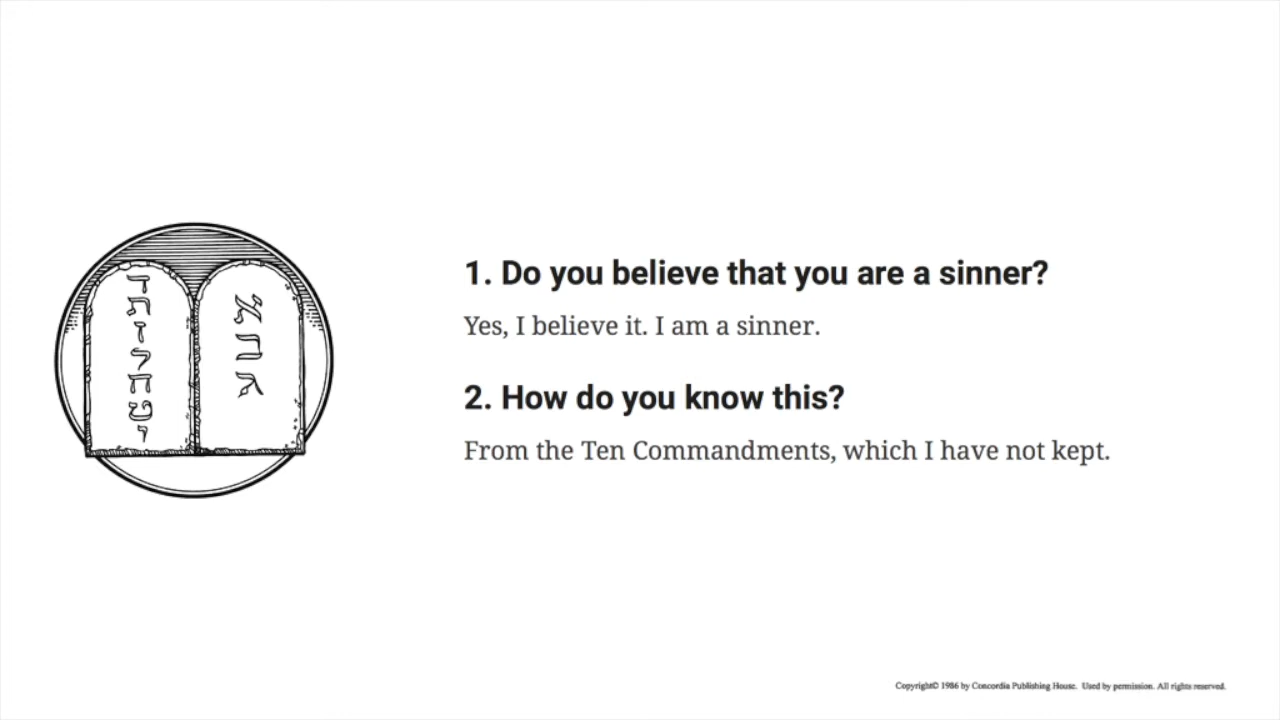 א
ג
ד
ז
ח
ט
י
1. Do you believe that you are a sinner?
Yes, I believe it. I am a sinner.
2. How do you know this?
From the Ten Commandments, which I have not kept.
Copyright© 1986 by Concordia Publishing House. Used by permission. All rights reserved.